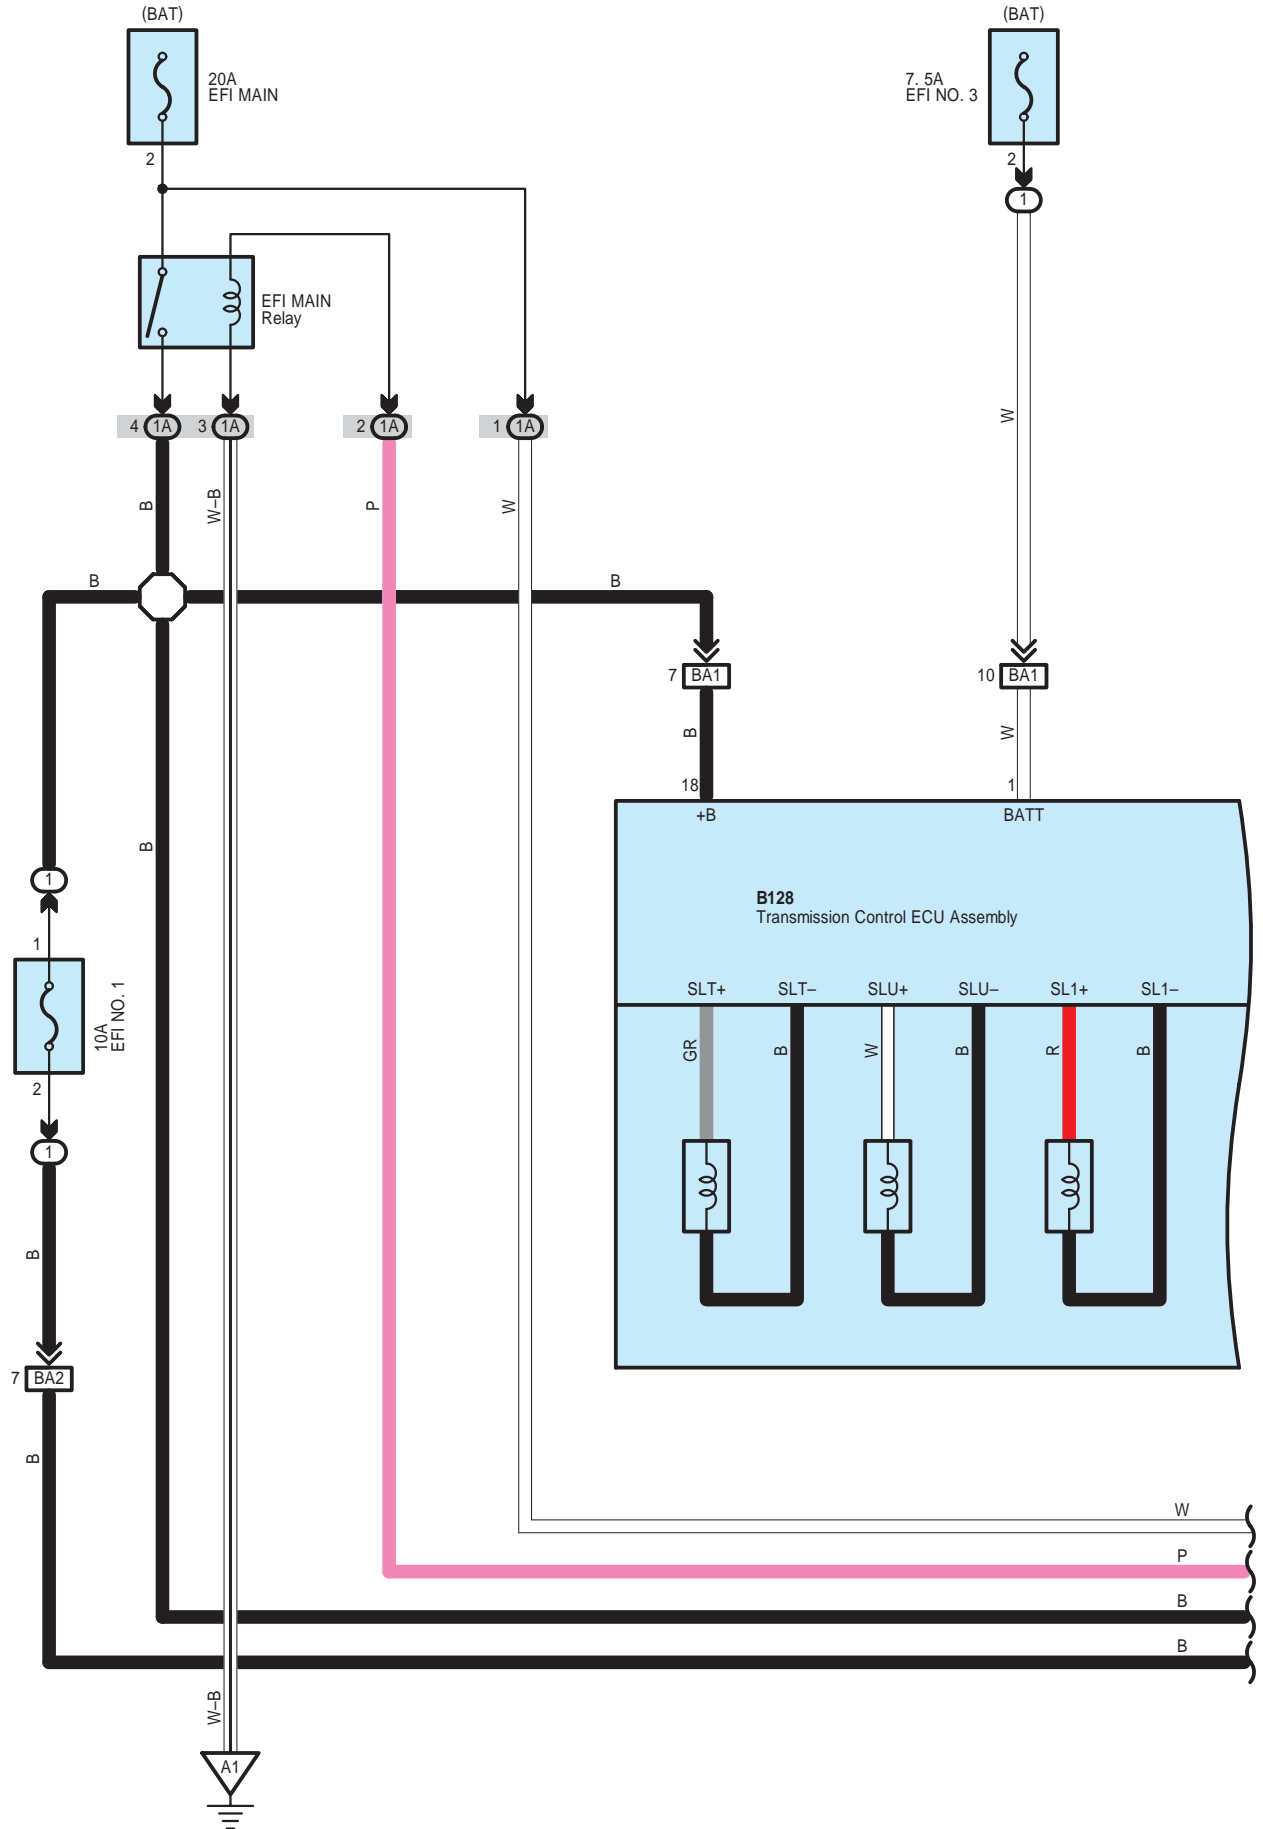 (BAT)
(BAT)
20A
EFI MAIN
7. 5A
EFI NO. 3
2
2
1
EFI MAIN
Relay
4 1A 3 1A 2 1A 1 1A
W
B
W–B
P
W
B
B
7 BA1
10 BA1
B
W
18
1
+B
BATT
B
1
B128
Transmission Control ECU Assembly
1
SLT+ SLT– SLU+ SLU– SL1+ SL1–
10A
EFI NO. 1
GR
B
W
B
R
B
2
1
B
7 BA2
B
W
P
B
B
W–B
A1